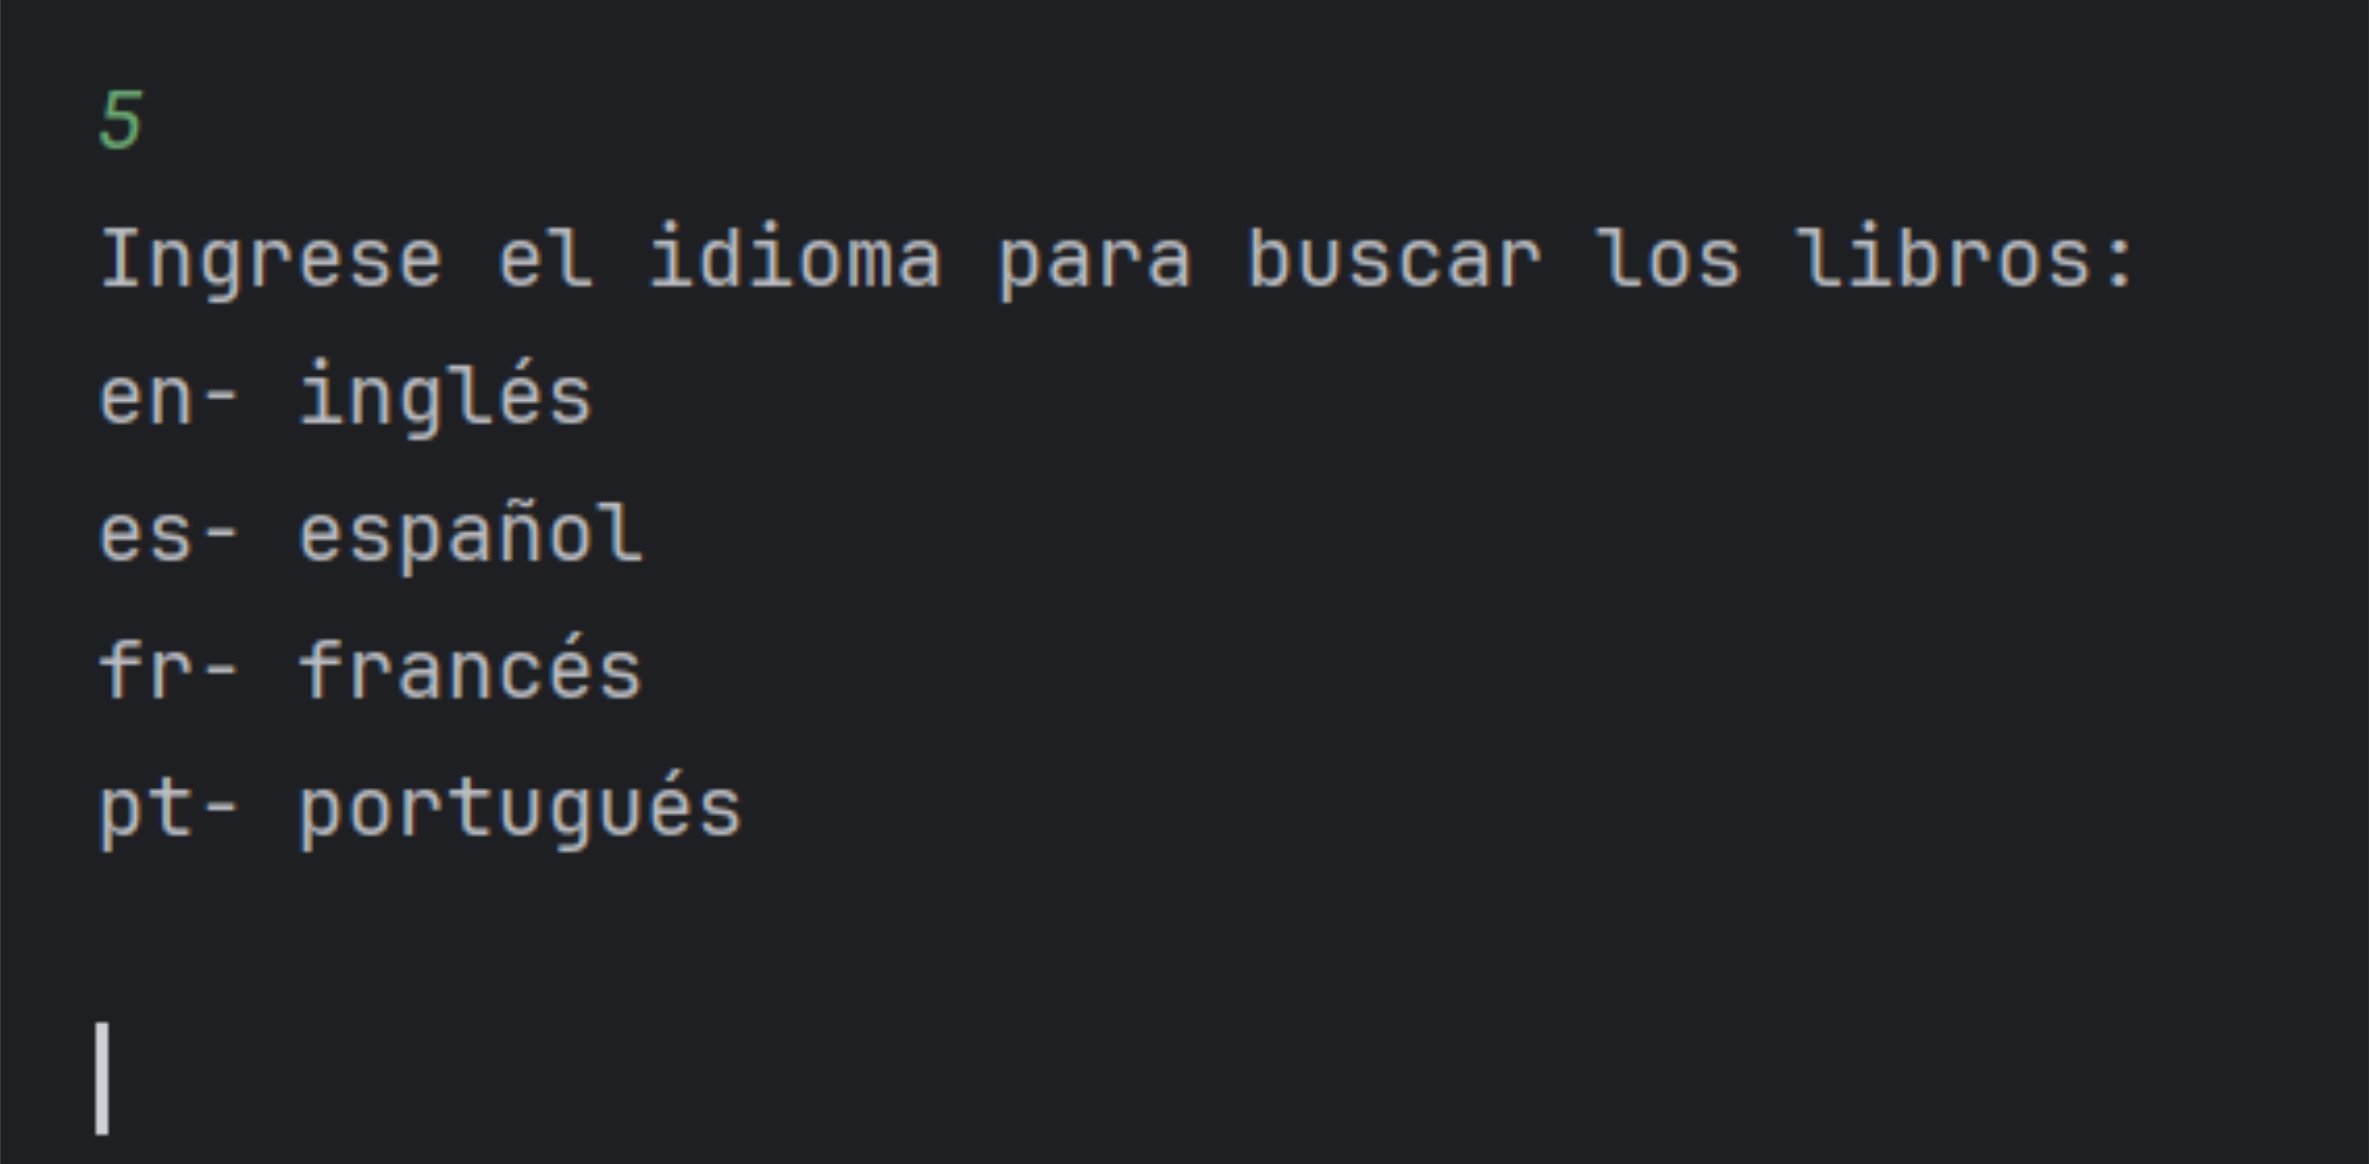 5
Ingrese el idioma para buscar los libros:
en- inglés
es- español
fr- francés
pt- portugués